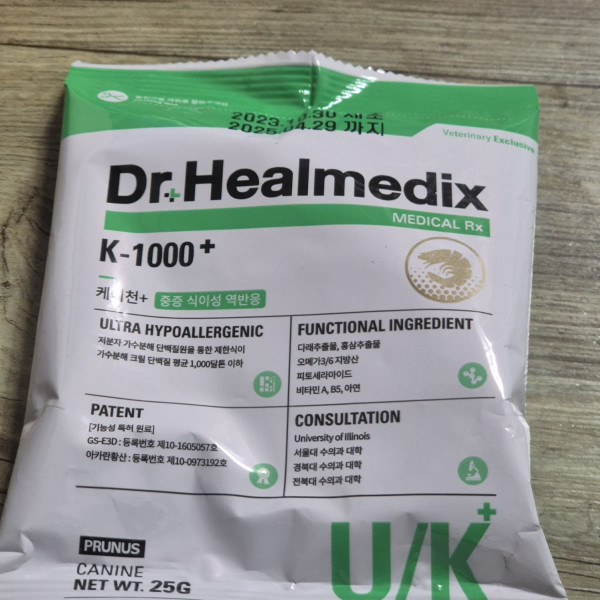 2023.10.30 제조
2025.04.29 까지
Veterinary Exclusive
Dr.Healmedix
MEDICAL Rx
K-1000+
케이천+ 중증 식이성 역반응
ULTRA HYPOALLERGENIC
저분자 가수분해 단백질원을 통한 제한식이
가수분해 크릴 단백질 평균 1,000달톤 이하
FUNCTIONAL INGREDIENT
다래추출물, 홍삼추출물
오메가3/6 지방산
피토세라마이드
비타민 A, B5, 아연
PATENT
[기능성 특허 원료]
GS-E3D : 등록번호 제10-1605057호
아카란황산 : 등록번호 제10-0973192호
CONSULTATION
University of Illinois
서울대 수의과 대학
경북대 수의과 대학
전북대 수의과 대학
PRUNUS
CANINE
NET WT. 25G
U/K+